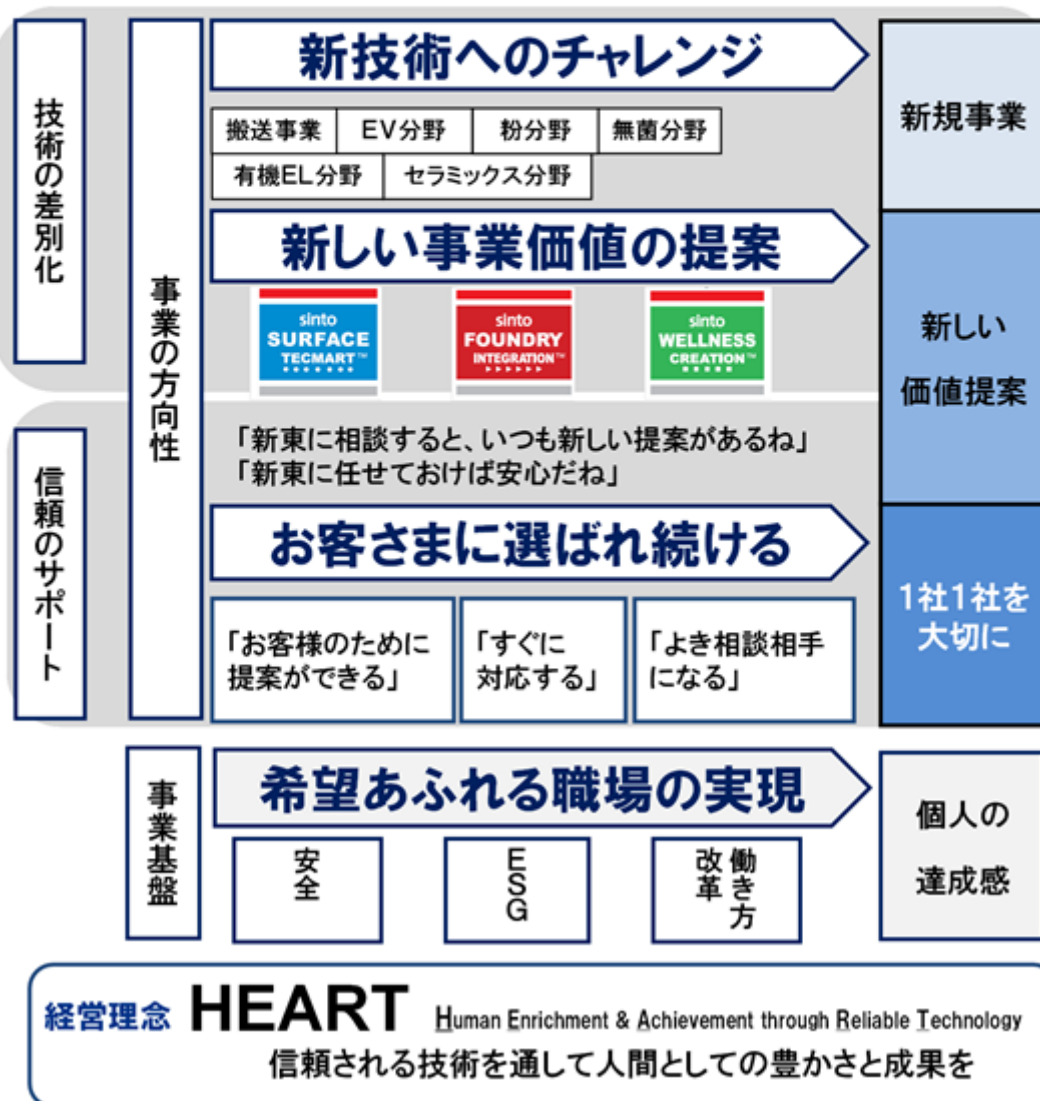 技術の差別化
事業の方向性
新技術へのチャレンジ
搬送事業 EV分野 粉分野 無菌分野
有機EL分野 セラミックス分野
新規事業
新しい事業価値の提案
sinto
SURFACE
TECMART™
sinto
FOUNDRY
INTEGRATION™
sinto
WELLNESS
CREATION™
新しい
価値提案
信頼のサポート
「新東に相談すると、いつも新しい提案があるね」
「新東に任せておけば安心だね」
お客さまに選ばれ続ける
「お客様のために
提案ができる」
「すぐに
対応する」
「よき相談相手
になる」
1社1社を
大切に
事業基盤
希望あふれる職場の実現
安全
ESG
働き方
改革
個人の
達成感
経営理念 HEART Human Enrichment & Achievement through Reliable Technology
信頼される技術を通して人間としての豊かさと成果を